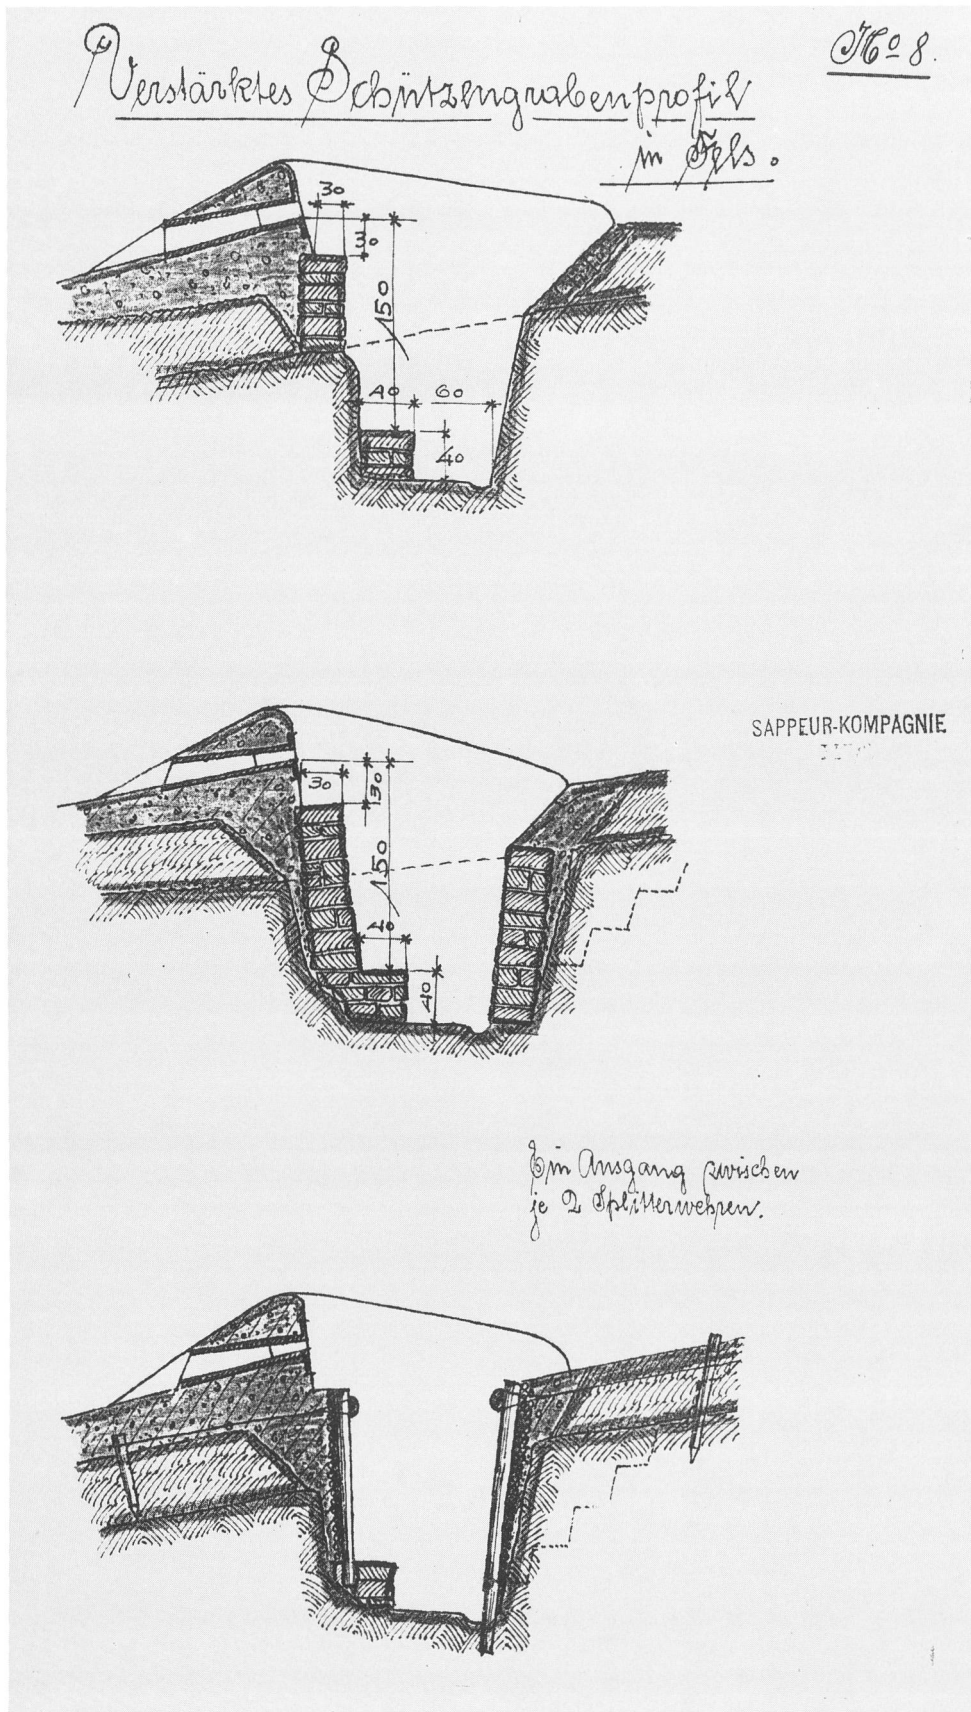 No 8.
Verstärktes Schützengrabenprofil
in Fels.
30
30
150
40 60
40
SAPPEUR-KOMPAGNIE
30
30
150
40
40
Ein Ausgang zwischen
je 2 Splitterwehren.